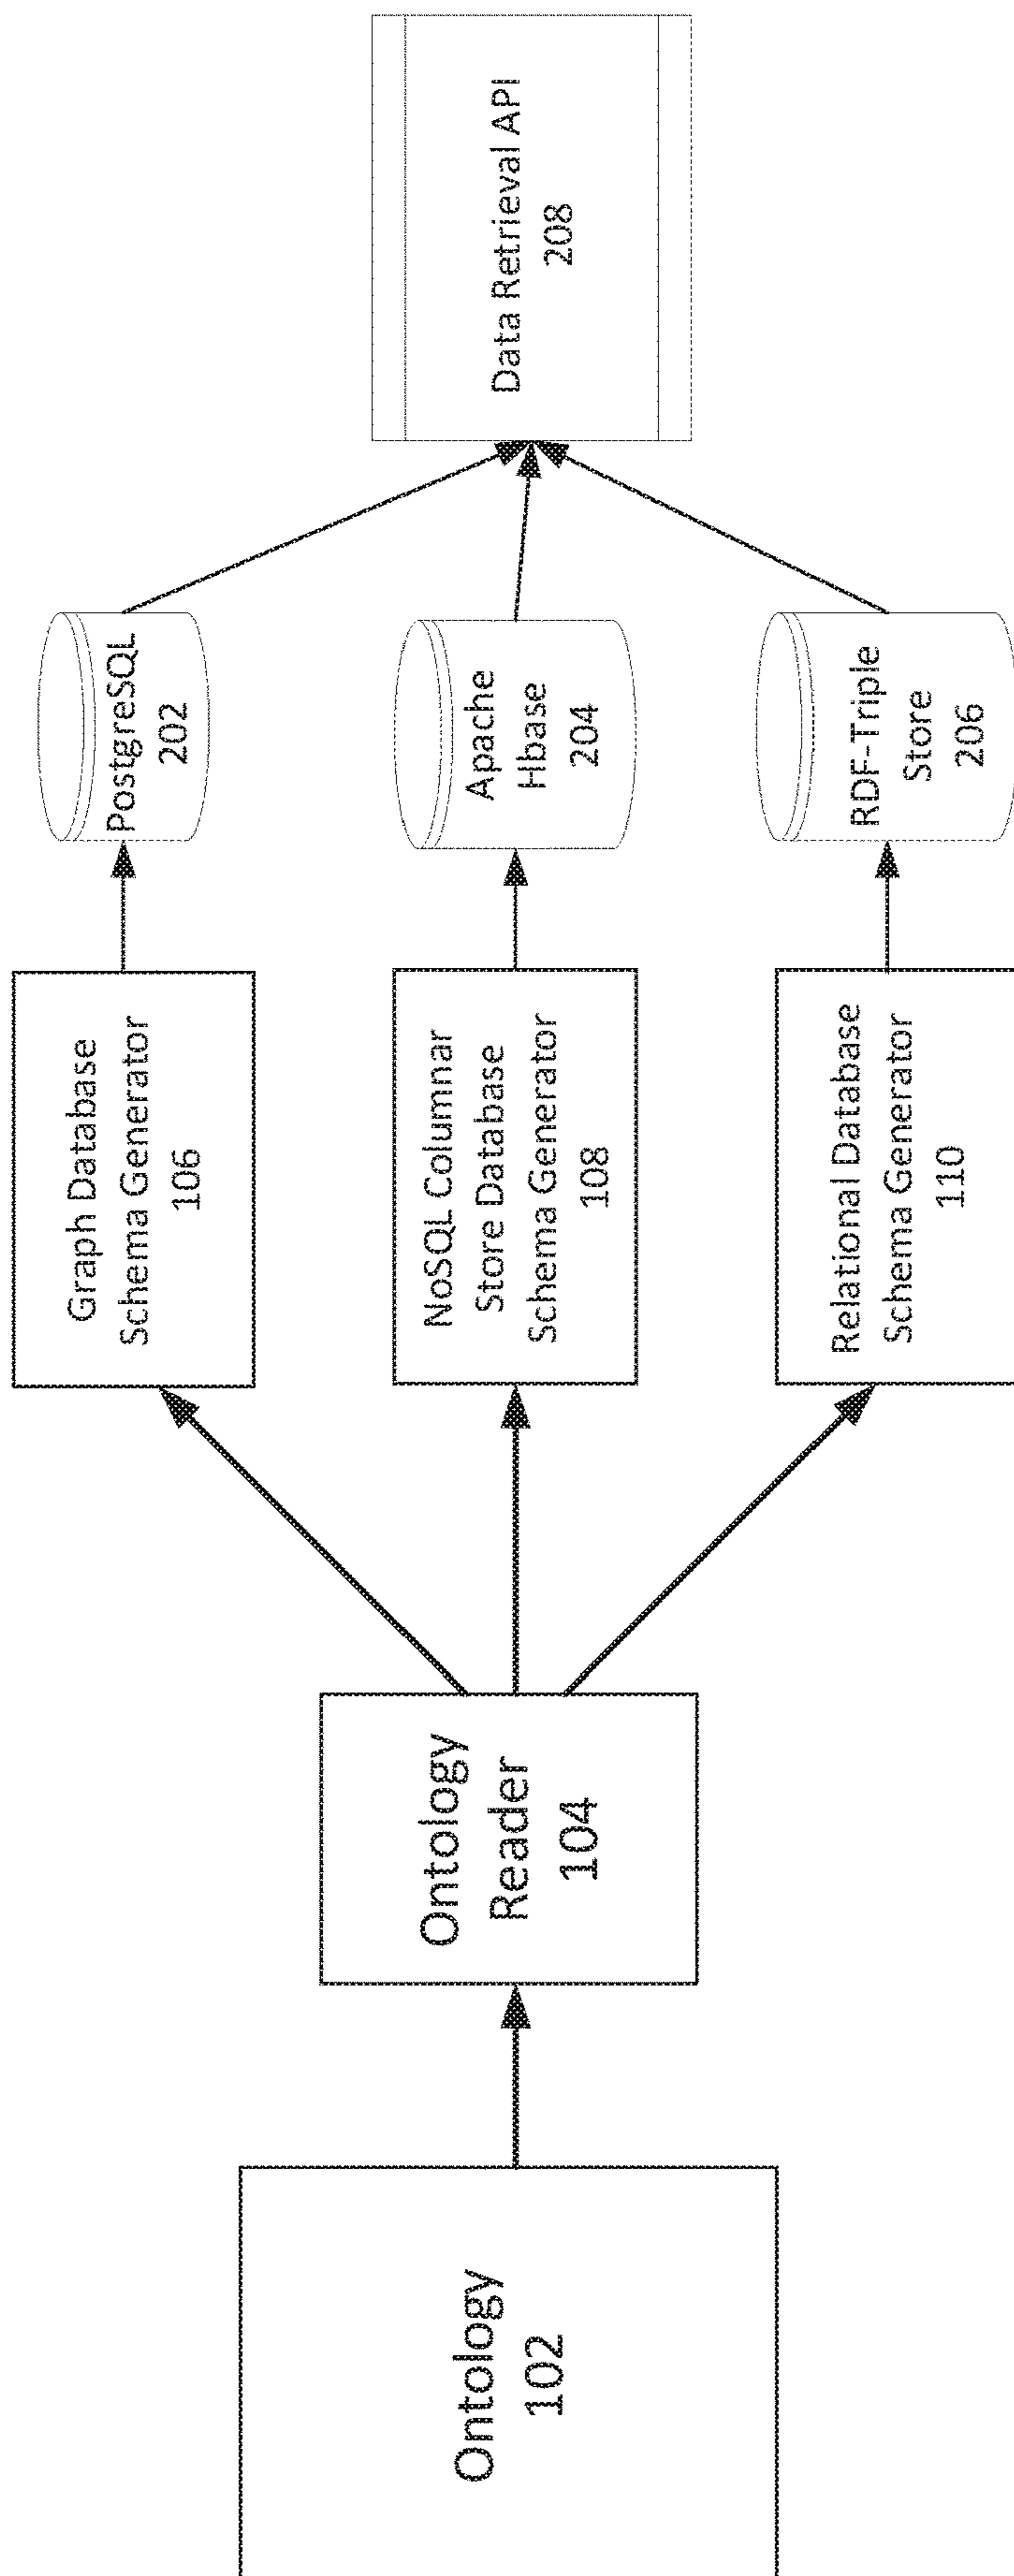 Ontology
102
Ontology
Reader
104
Graph Database
Schema Generator
106
NoSQL Columnar
Store Database
Schema Generator
108
Relational Database
Schema Generator
110
PostgreSQL
202
Apache
Hbase
204
RDF-Triple
Store
206
Data Retrieval API
208